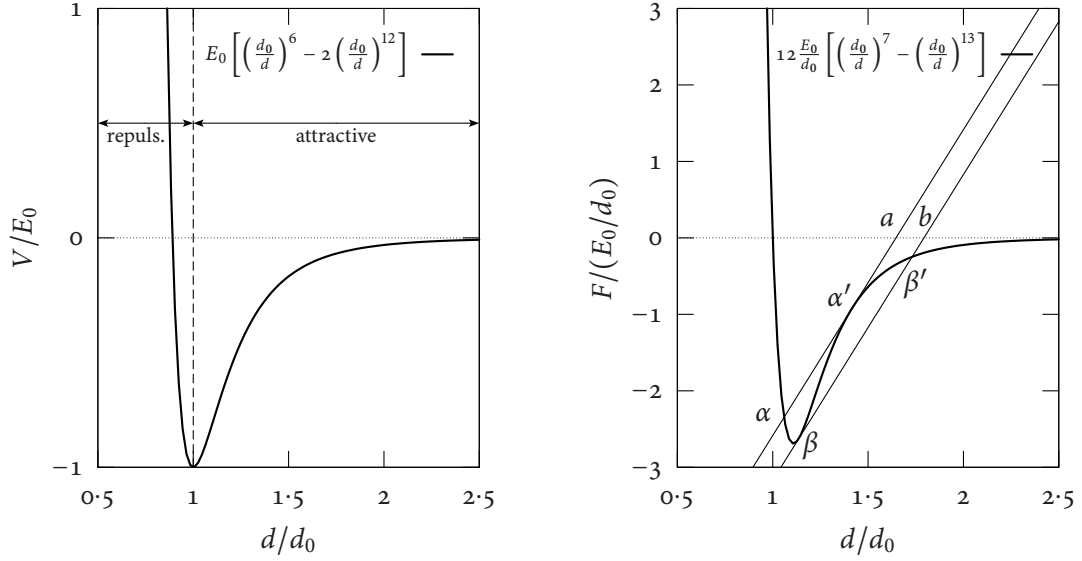 1
E₀ [(d₀/d)⁶ − 2 (d₀/d)¹²]
repuls.
attractive
0
−1
0·5
1
1·5
2
2·5
V/E₀
d/d₀
3
12 E₀/d₀ [(d₀/d)⁷ − (d₀/d)¹³]
2
1
a
b
0
α′
β′
−1
−2
α
β
−3
0·5
1
1·5
2
2·5
F/(E₀/d₀)
d/d₀